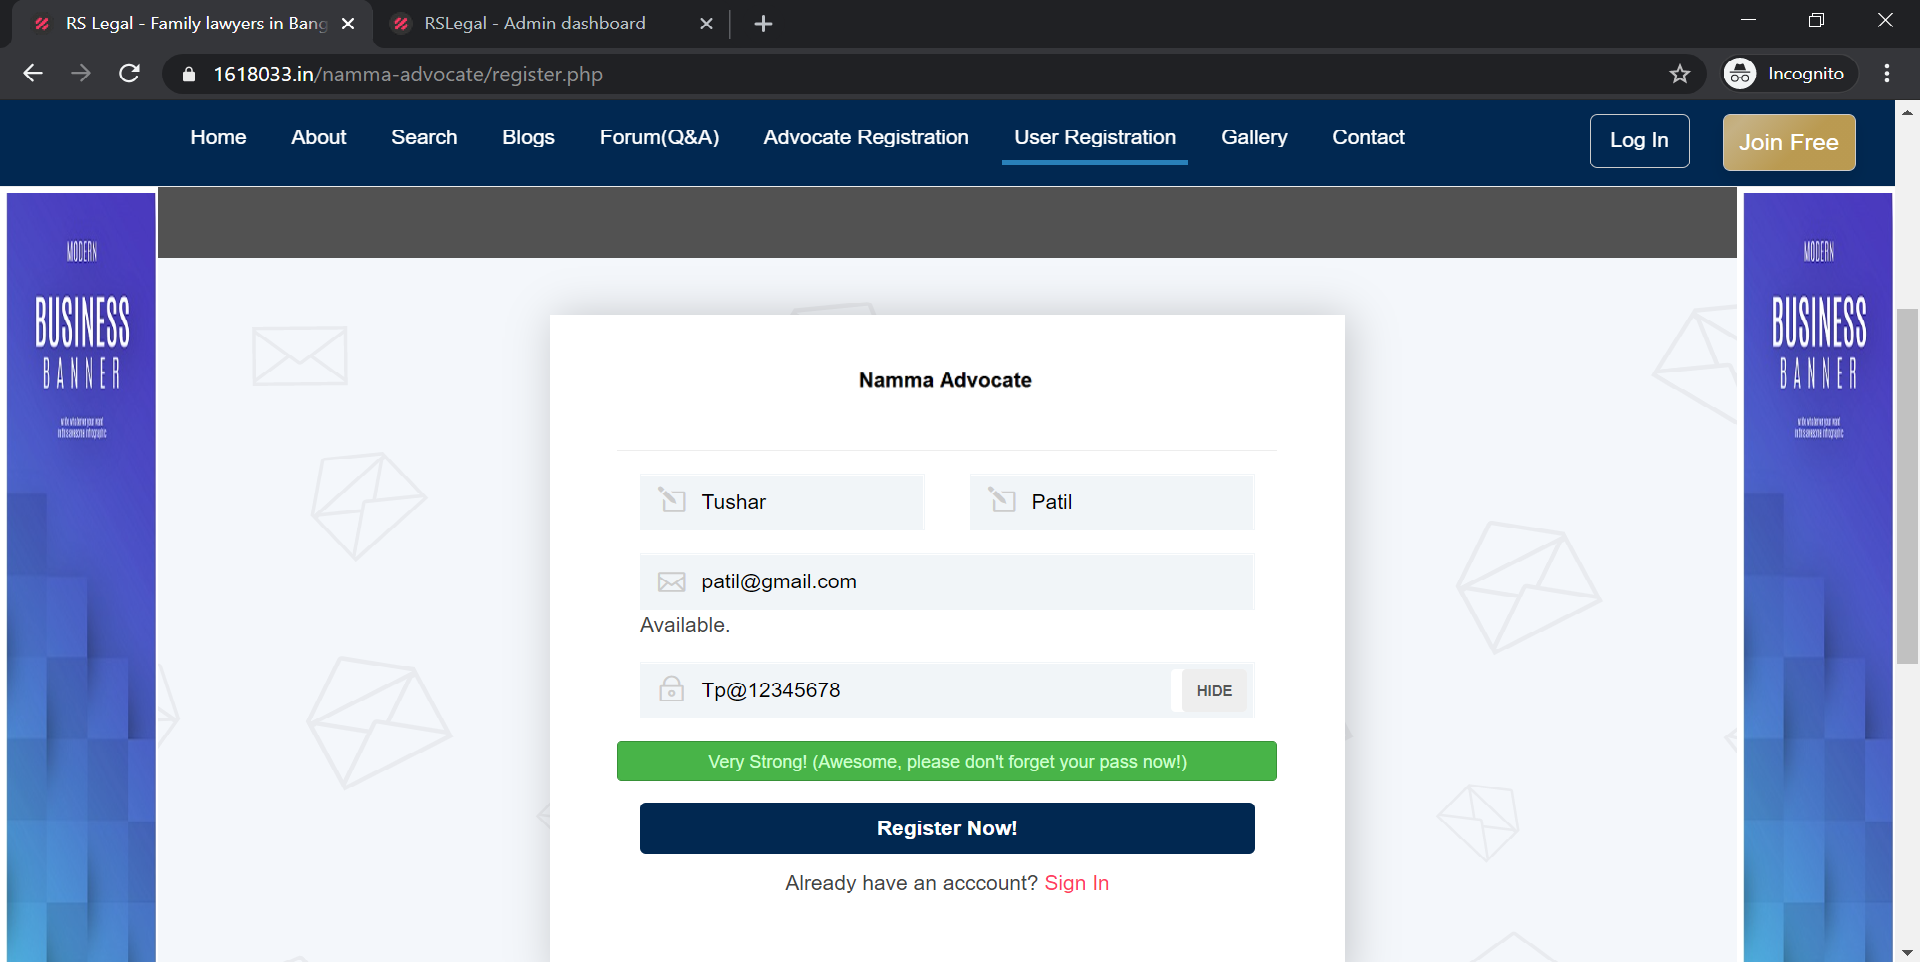 RS Legal - Family lawyers in Bang
RSLegal - Admin dashboard
1618033.in/namma-advocate/register.php
Incognito
Home About Search Blogs Forum(Q&A) Advocate Registration User Registration Gallery Contact Log In Join Free
MODERN
BUSINESS
BANNER
MODERN
BUSINESS
BANNER
Namma Advocate
Tushar Patil
patil@gmail.com
Available.
Tp@12345678 HIDE
Very Strong! (Awesome, please don't forget your pass now!)
Register Now!
Already have an acccount? Sign In